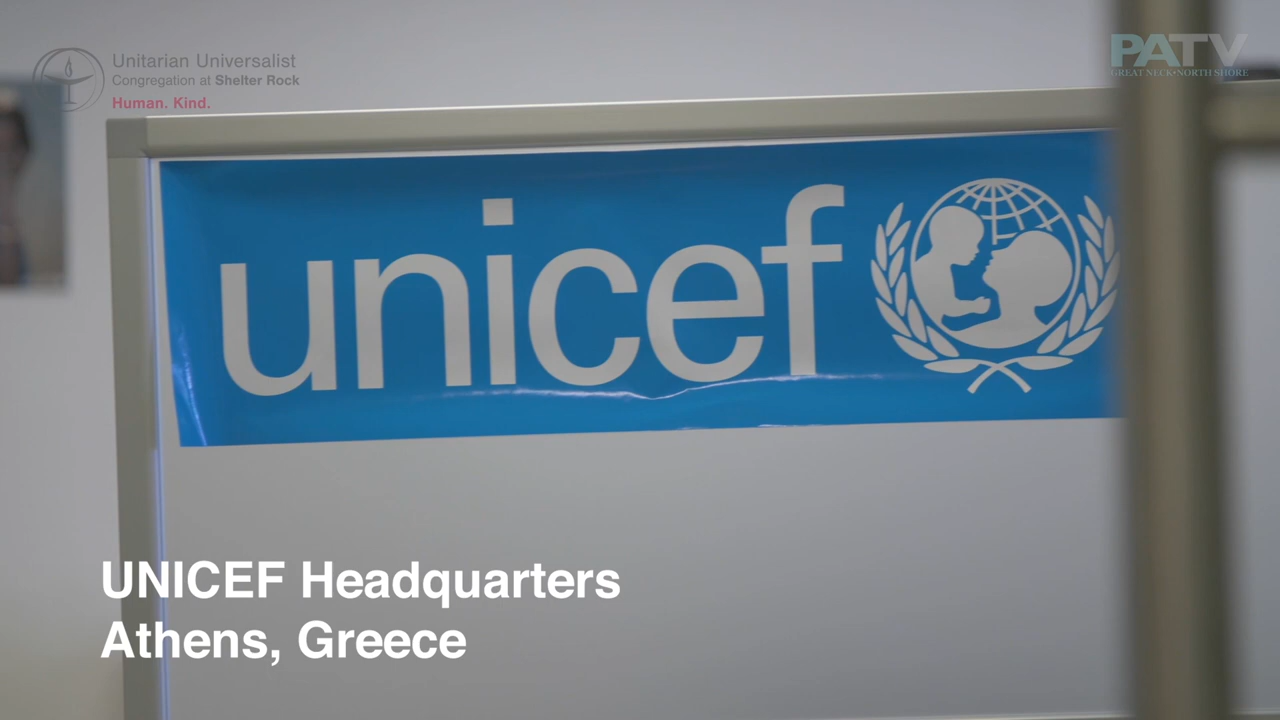 Unitarian Universalist
Congregation at Shelter Rock
Human. Kind.
PATV
GREAT NECK•NORTH SHORE
unicef
UNICEF Headquarters
Athens, Greece